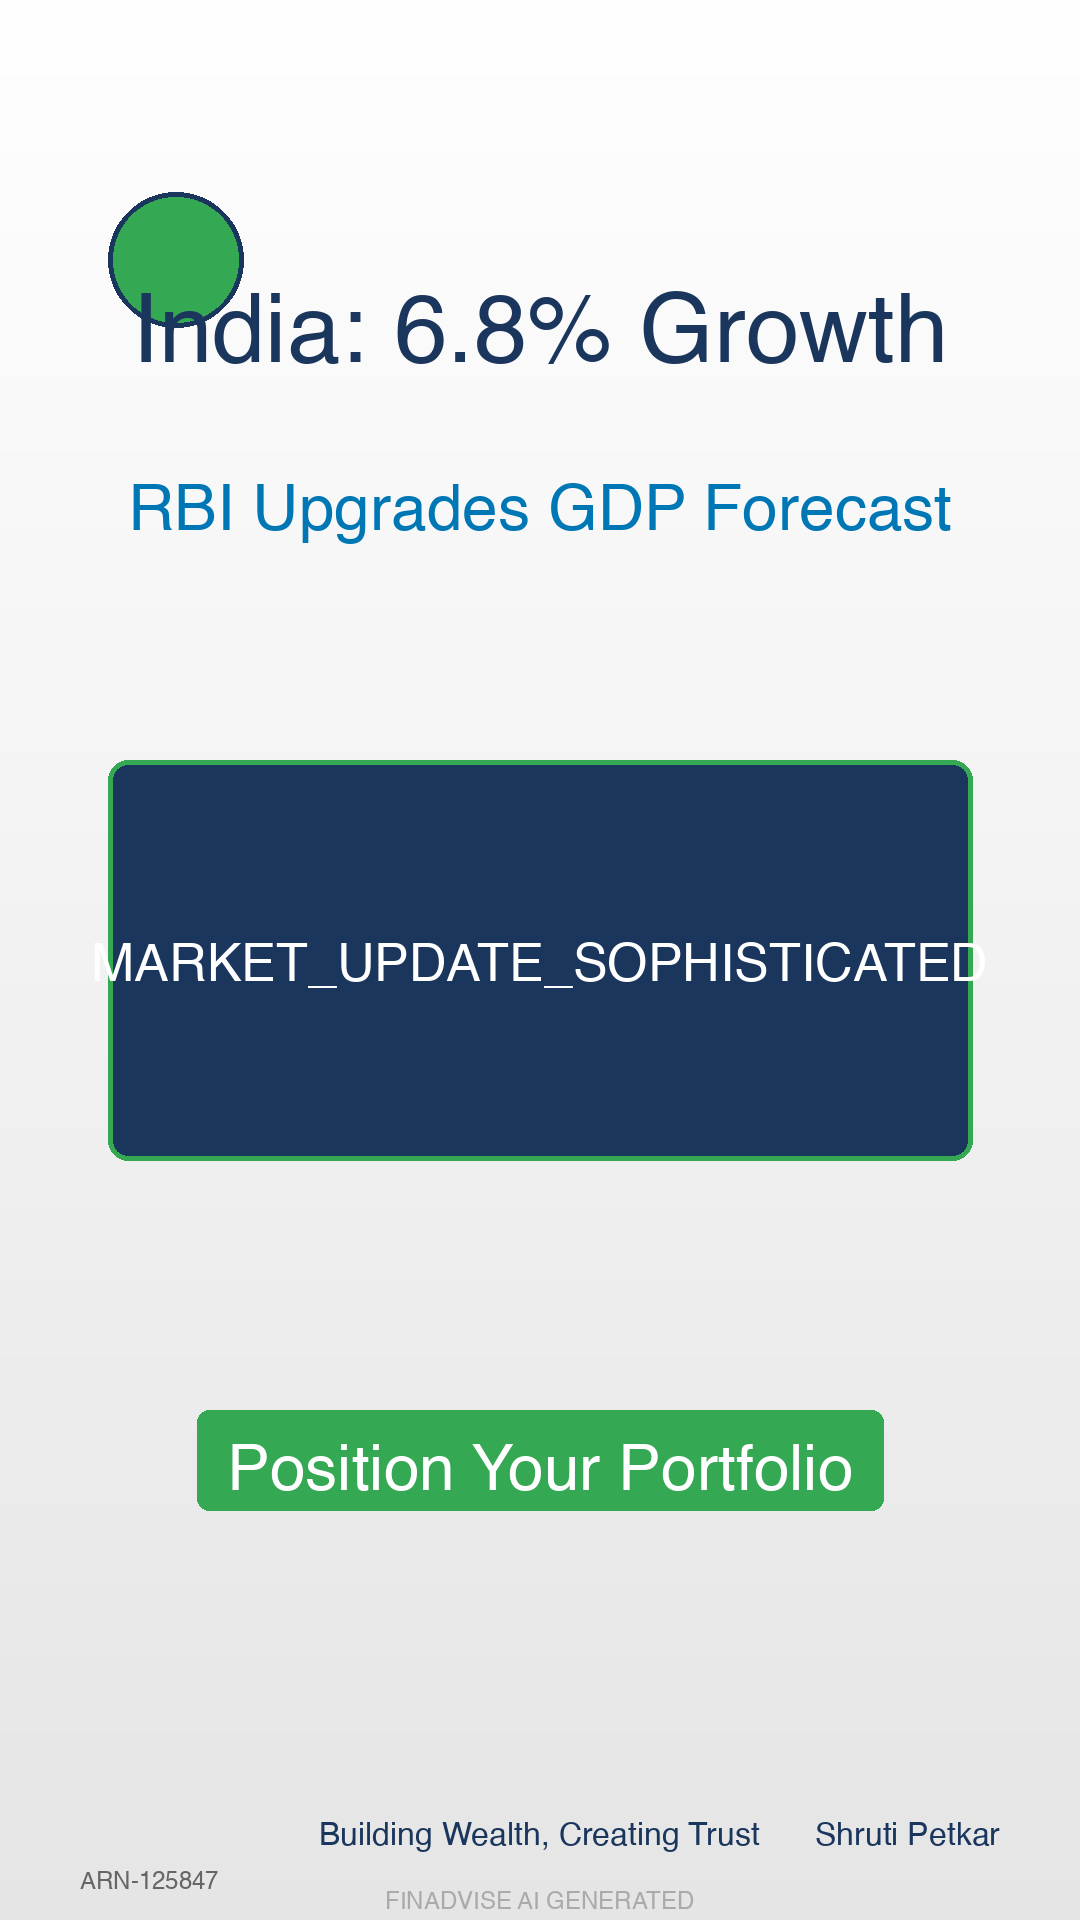 India: 6.8% Growth
RBI Upgrades GDP Forecast
MARKET_UPDATE_SOPHISTICATED
Position Your Portfolio
Building Wealth, Creating Trust
Shruti Petkar
ARN-125847
FINADVISE AI GENERATED